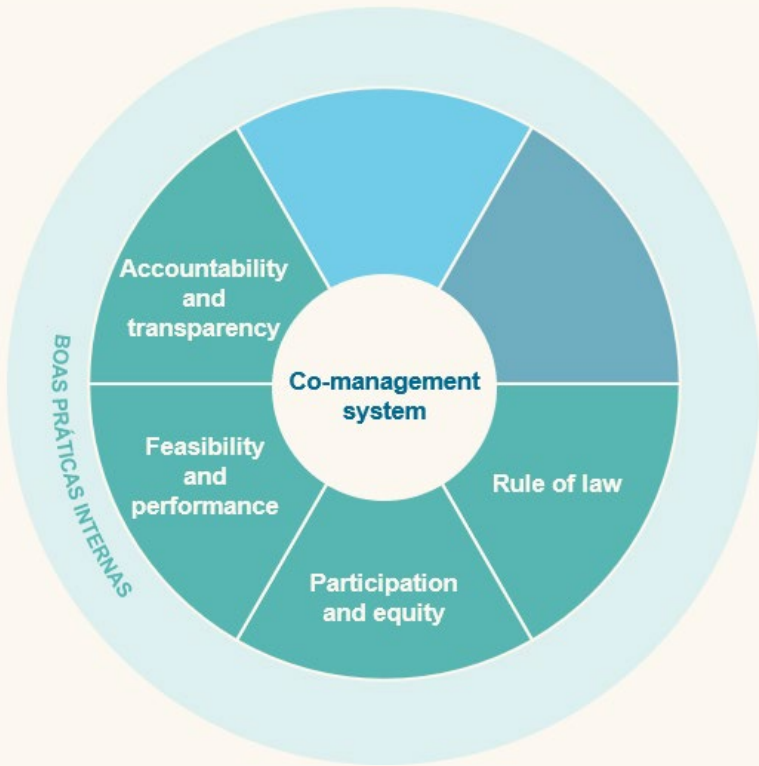 Accountability
and
transparency
Co-management
system
Feasibility
and
performance
Rule of law
Participation
and equity
BOAS PRÁTICAS INTERNAS